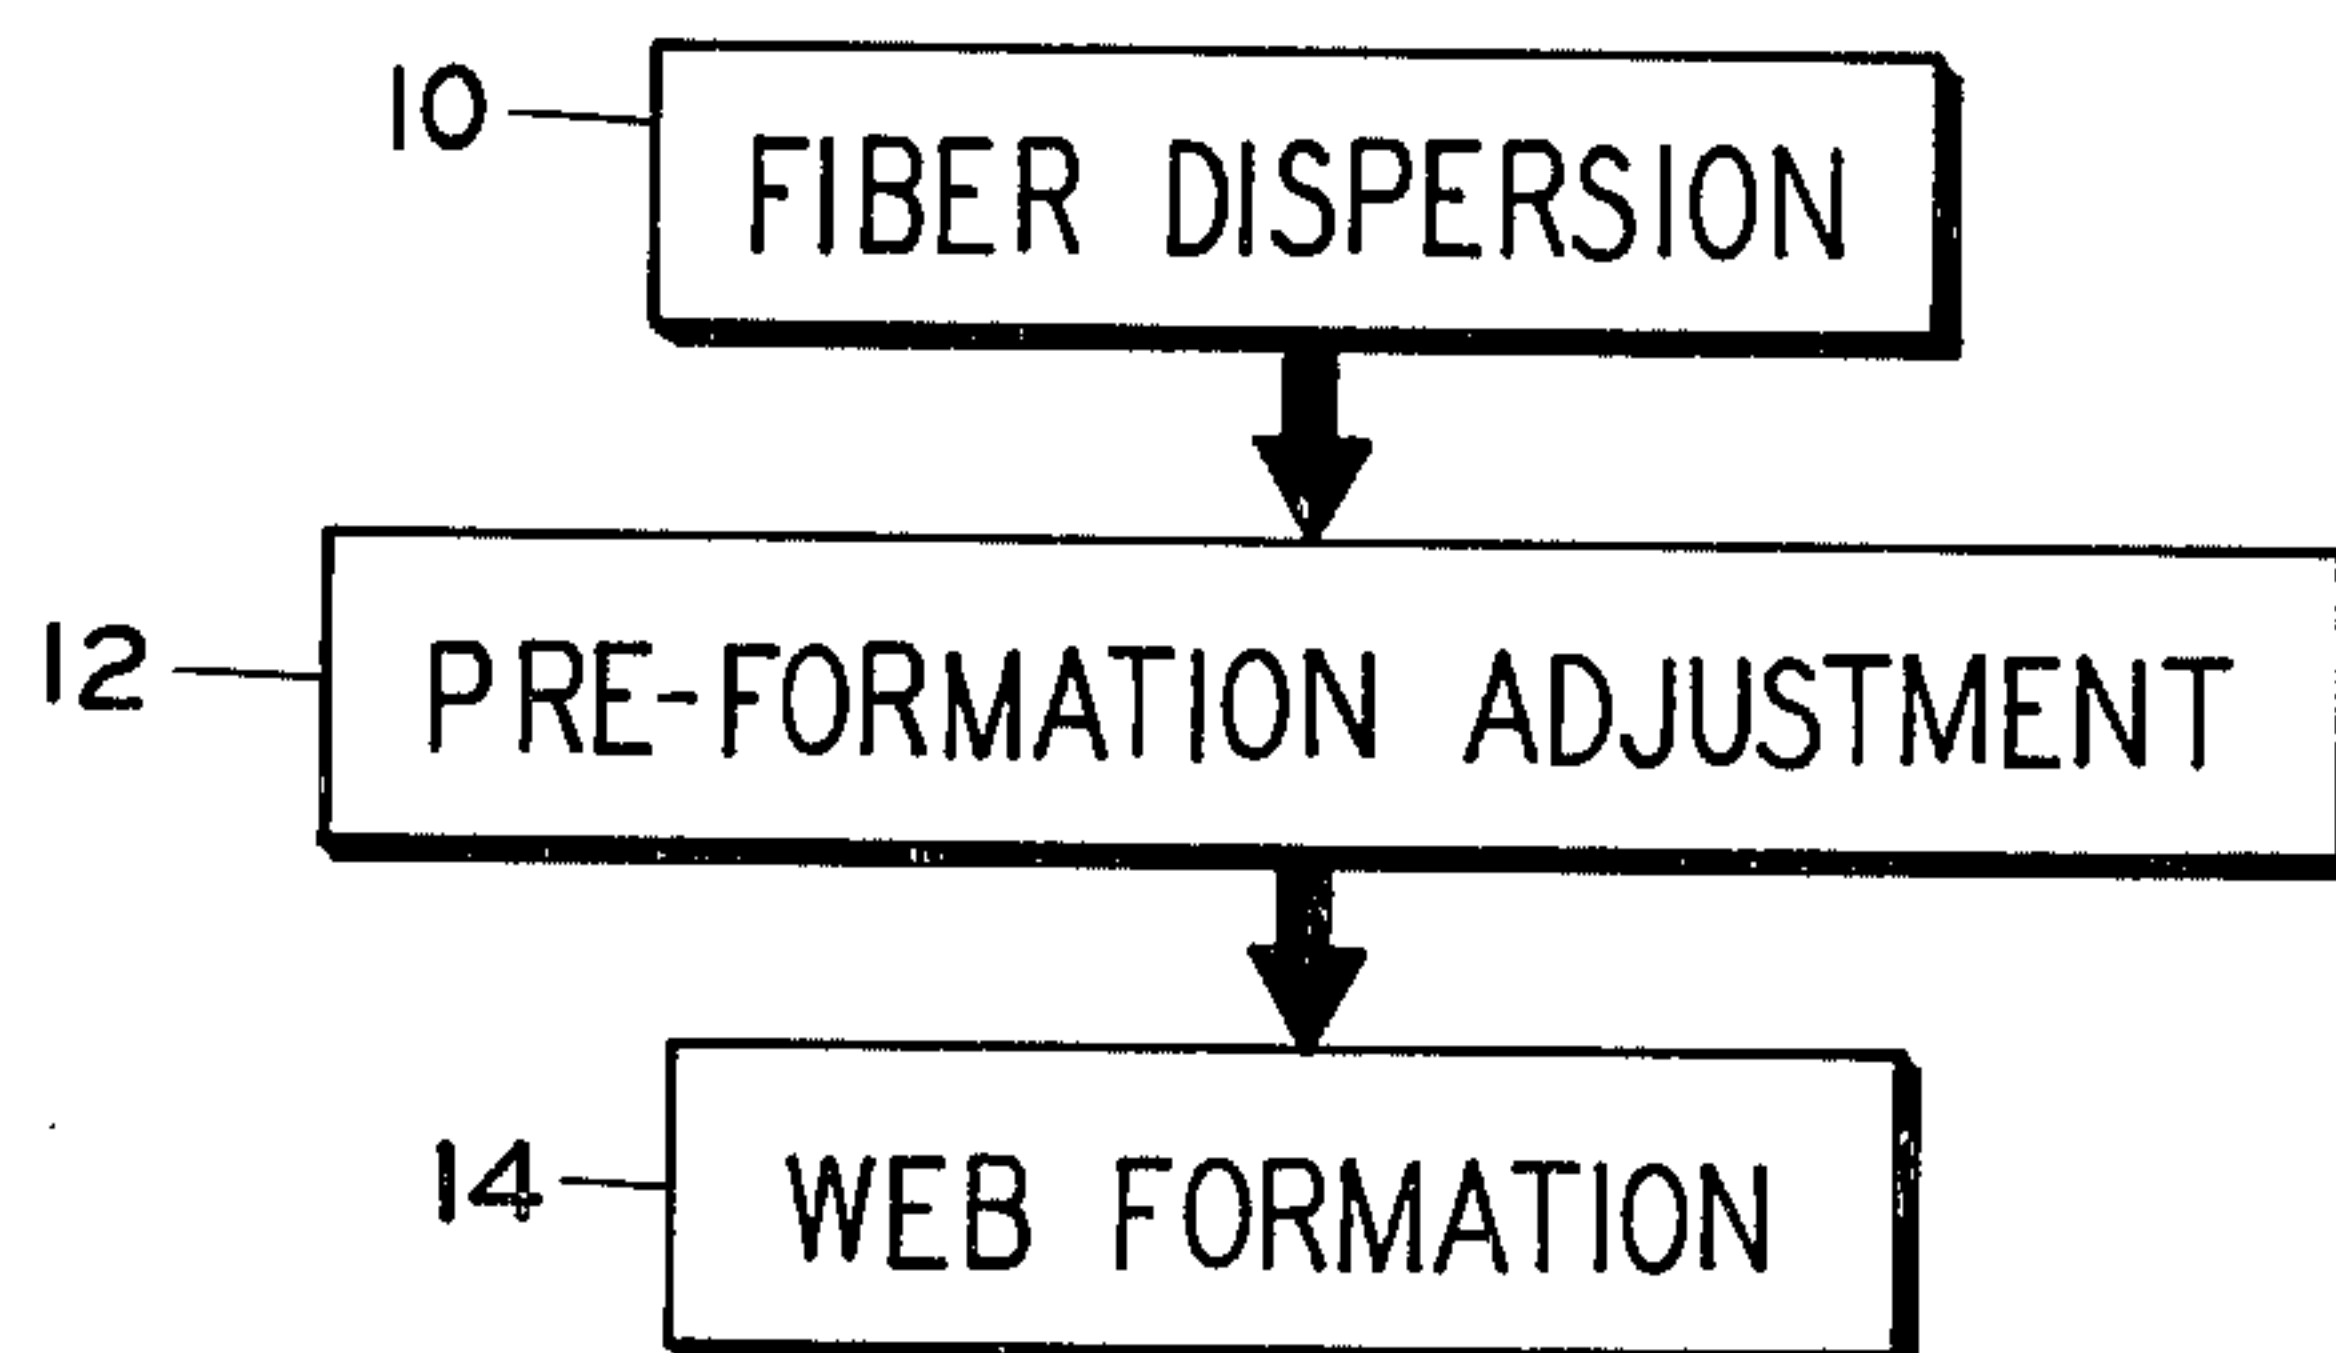 10
FIBER DISPERSION
12
PRE-FORMATION ADJUSTMENT
14
WEB FORMATION